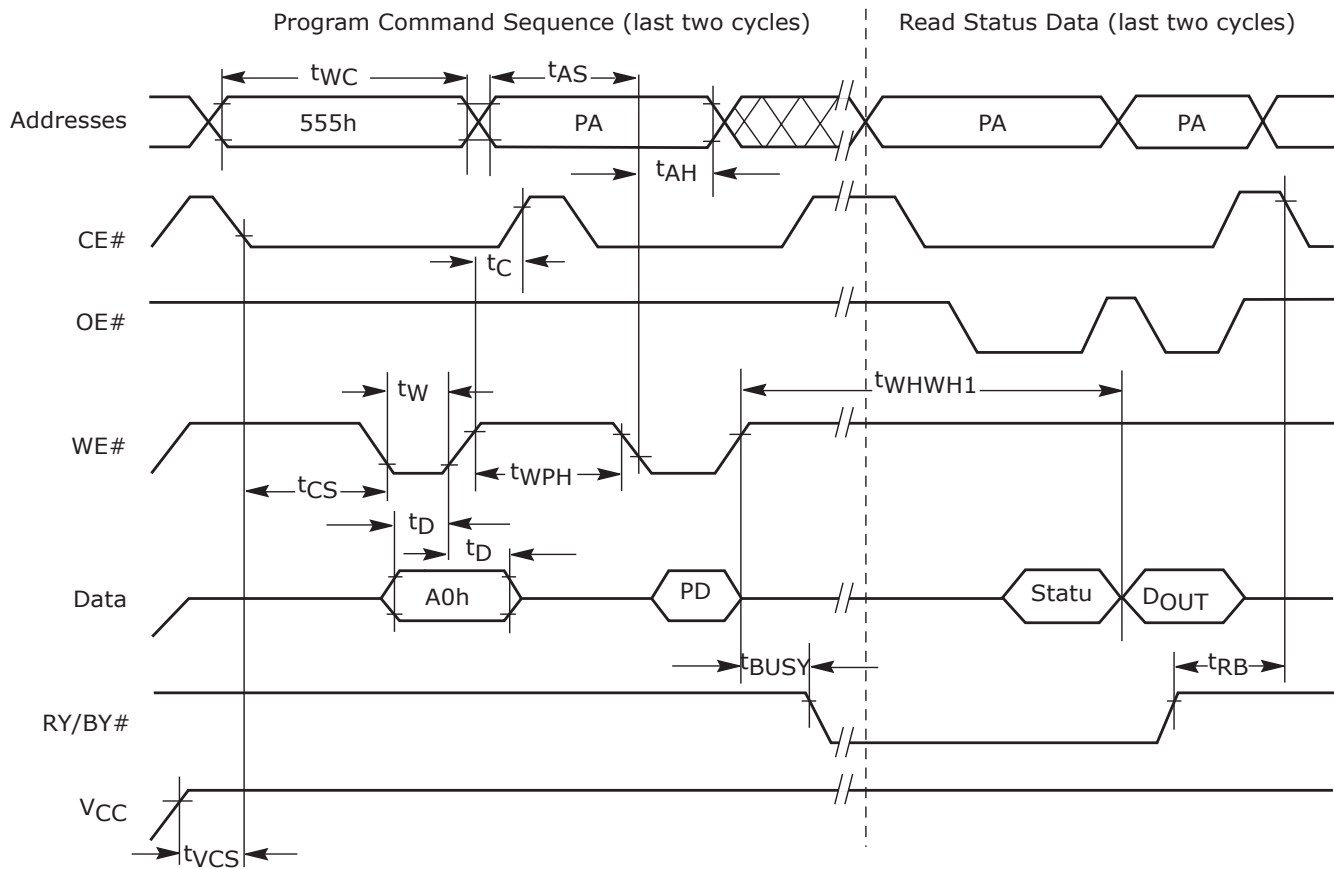 Program Command Sequence (last two cycles) Read Status Data (last two cycles)
tWC tAS
Addresses 555h PA PA PA
tAH
CE#
tC
OE#
tW tWHWH1
WE#
tWPH
tCS
tD
tD
Data A0h PD Statu DOUT
tBUSY tRB
RY/BY#
VCC
tVCS